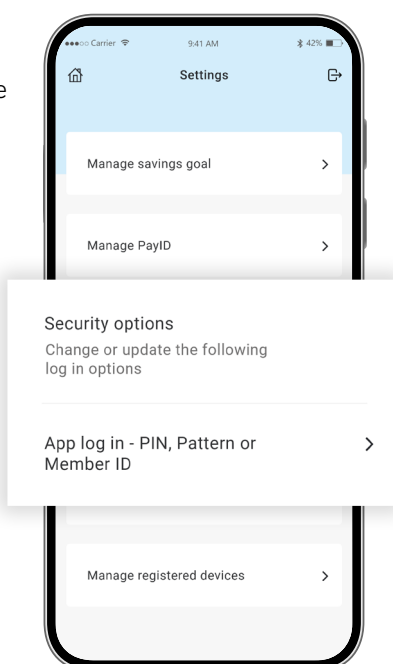 ●●●○○ Carrier 9:41 AM 42%
Settings
Manage savings goal
Manage PayID
Security options
Change or update the following
log in options
App log in - PIN, Pattern or
Member ID
Manage registered devices